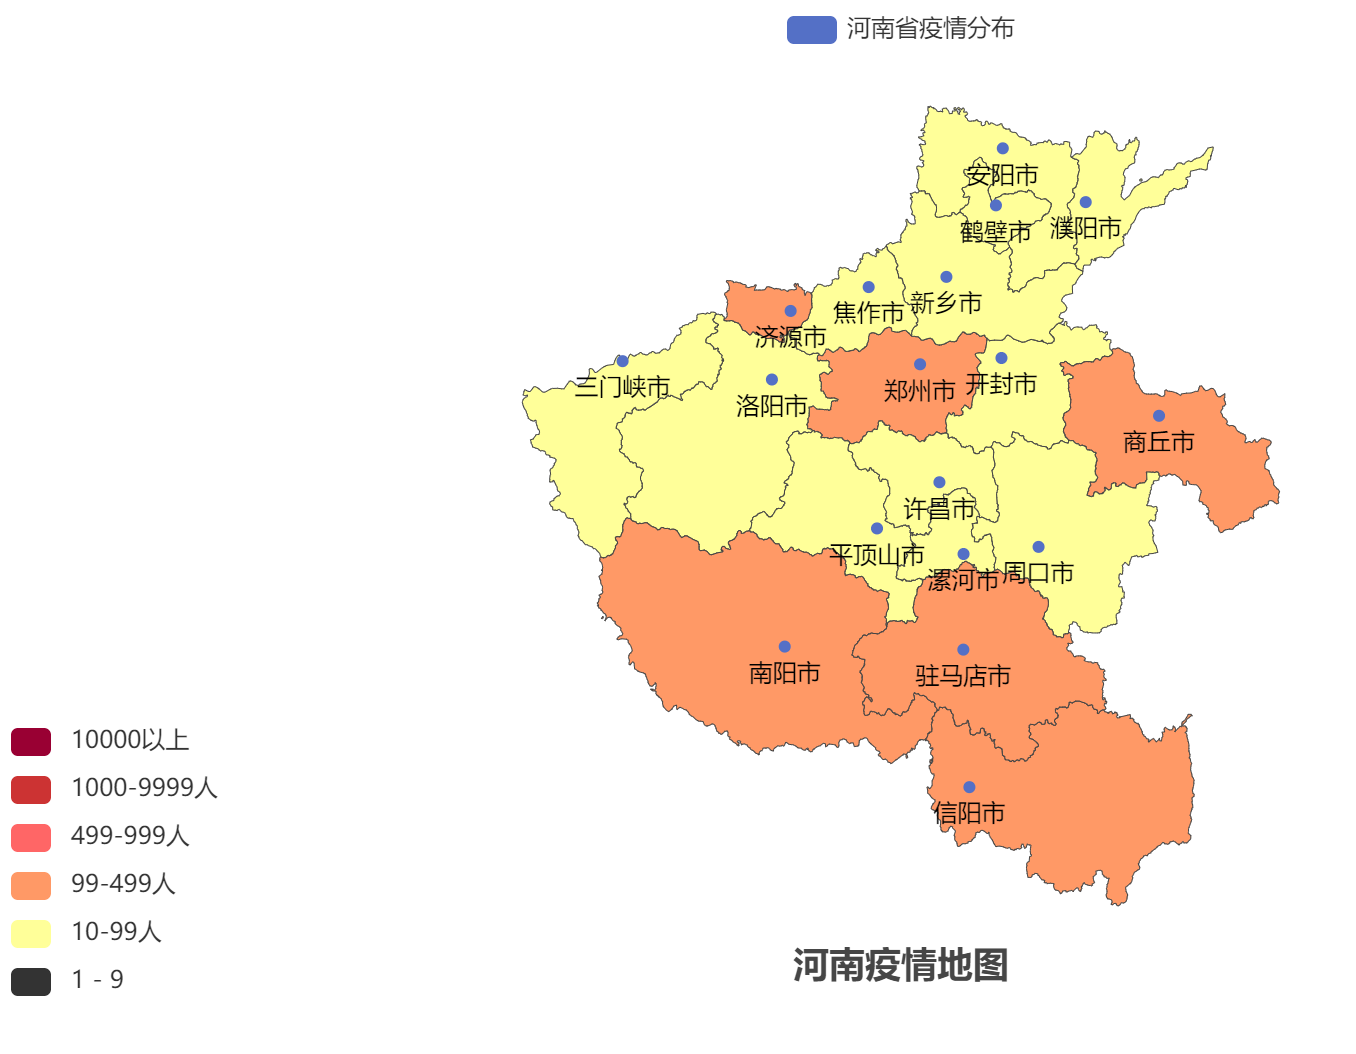 河南省疫情分布
安阳市
濮阳市
鹤壁市
新乡市
焦作市
济源市
三门峡市
洛阳市
郑州市
开封市
商丘市
许昌市
平顶山市
漯河市
周口市
南阳市
驻马店市
信阳市
10000以上
1000-9999人
499-999人
99-499人
10-99人
1 - 9
河南疫情地图